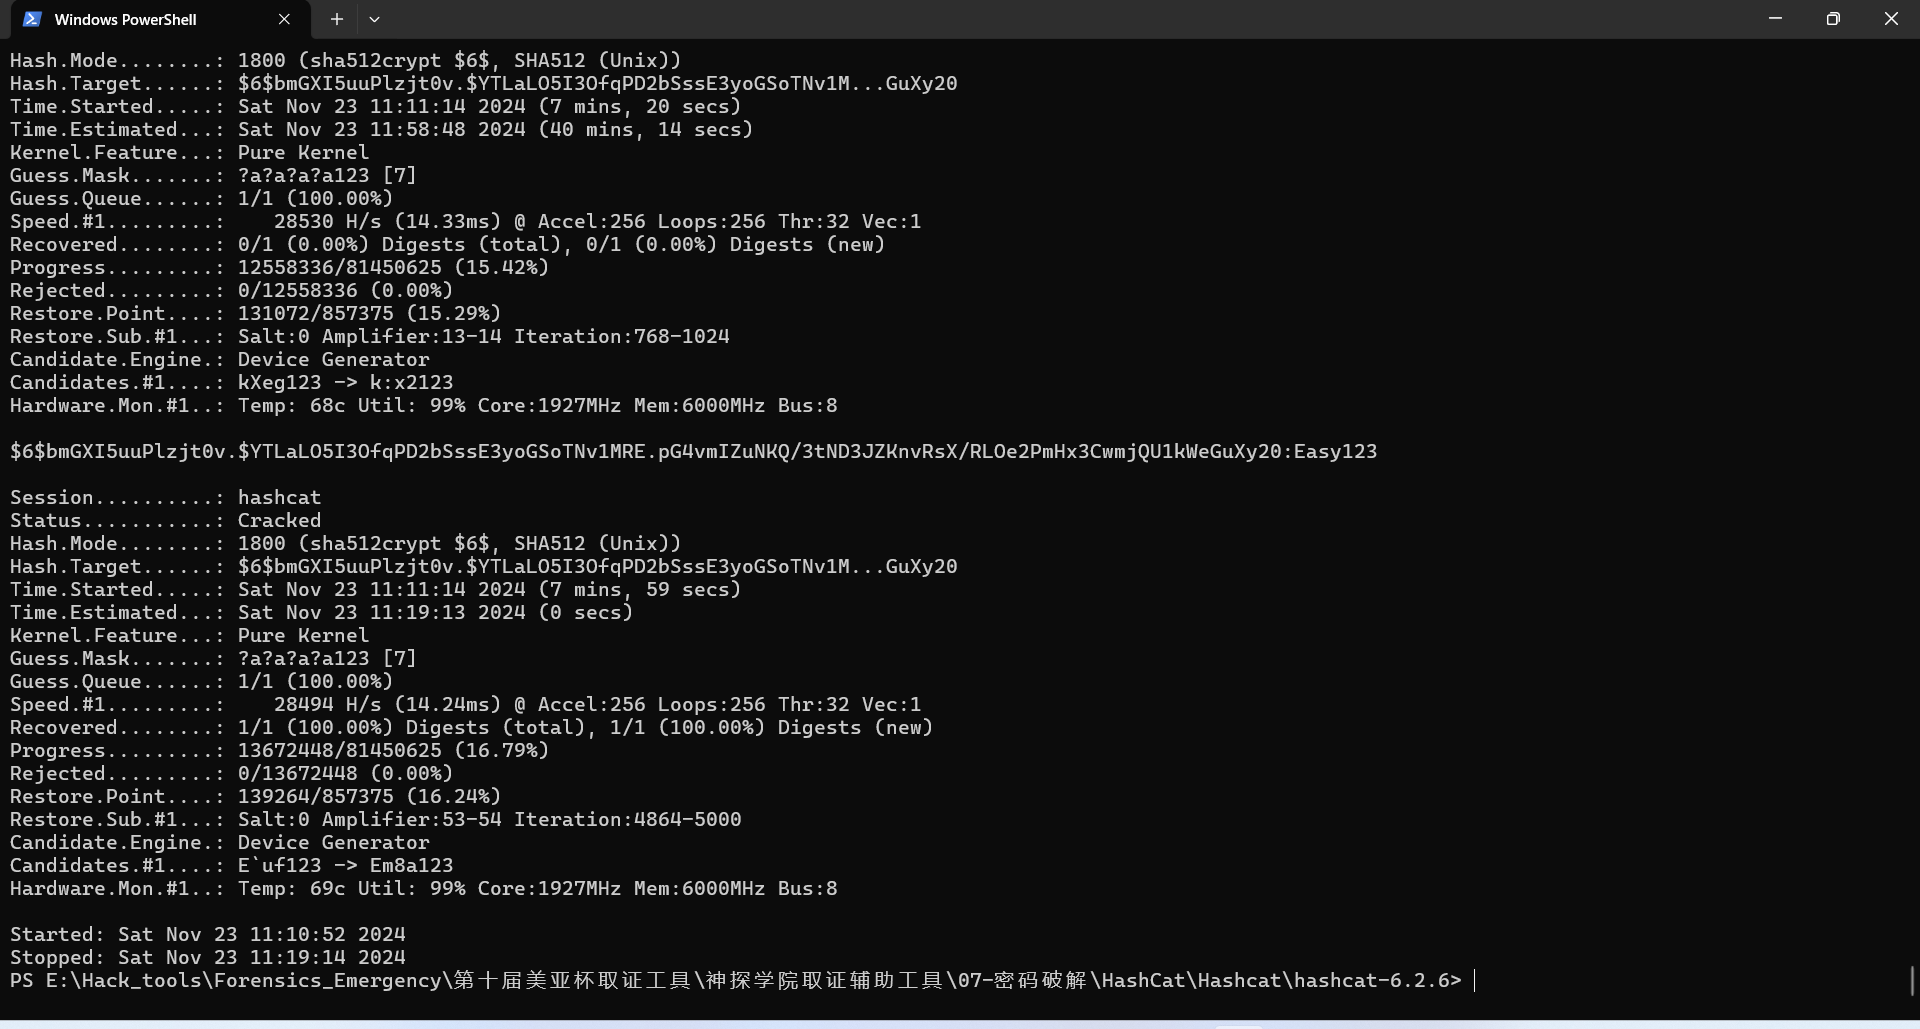 Windows PowerShell
Hash.Mode........: 1800 (sha512crypt $6$, SHA512 (Unix))
Hash.Target......: $6$bmGXI5uuPlzjt0v.$YTLaLO5I3OfqPD2bSssE3yoGSoTNv1M...GuXy20
Time.Started.....: Sat Nov 23 11:11:14 2024 (7 mins, 20 secs)
Time.Estimated...: Sat Nov 23 11:58:48 2024 (40 mins, 14 secs)
Kernel.Feature...: Pure Kernel
Guess.Mask.......: ?a?a?a?a123 [7]
Guess.Queue......: 1/1 (100.00%)
Speed.#1.........:    28530 H/s (14.33ms) @ Accel:256 Loops:256 Thr:32 Vec:1
Recovered........: 0/1 (0.00%) Digests (total), 0/1 (0.00%) Digests (new)
Progress.........: 12558336/81450625 (15.42%)
Rejected.........: 0/12558336 (0.00%)
Restore.Point....: 131072/857375 (15.29%)
Restore.Sub.#1...: Salt:0 Amplifier:13-14 Iteration:768-1024
Candidate.Engine.: Device Generator
Candidates.#1....: kXeg123 -> k:x2123
Hardware.Mon.#1..: Temp: 68c Util: 99% Core:1927MHz Mem:6000MHz Bus:8
$6$bmGXI5uuPlzjt0v.$YTLaLO5I3OfqPD2bSssE3yoGSoTNv1MRE.pG4vmIZuNKQ/3tND3JZKnvRsX/RLOe2PmHx3CwmjQU1kWeGuXy20:Easy123
Session..........: hashcat
Status...........: Cracked
Hash.Mode........: 1800 (sha512crypt $6$, SHA512 (Unix))
Hash.Target......: $6$bmGXI5uuPlzjt0v.$YTLaLO5I3OfqPD2bSssE3yoGSoTNv1M...GuXy20
Time.Started.....: Sat Nov 23 11:11:14 2024 (7 mins, 59 secs)
Time.Estimated...: Sat Nov 23 11:19:13 2024 (0 secs)
Kernel.Feature...: Pure Kernel
Guess.Mask.......: ?a?a?a?a123 [7]
Guess.Queue......: 1/1 (100.00%)
Speed.#1.........:    28494 H/s (14.24ms) @ Accel:256 Loops:256 Thr:32 Vec:1
Recovered........: 1/1 (100.00%) Digests (total), 1/1 (100.00%) Digests (new)
Progress.........: 13672448/81450625 (16.79%)
Rejected.........: 0/13672448 (0.00%)
Restore.Point....: 139264/857375 (16.24%)
Restore.Sub.#1...: Salt:0 Amplifier:53-54 Iteration:4864-5000
Candidate.Engine.: Device Generator
Candidates.#1....: E`uf123 -> Em8a123
Hardware.Mon.#1..: Temp: 69c Util: 99% Core:1927MHz Mem:6000MHz Bus:8
Started: Sat Nov 23 11:10:52 2024
Stopped: Sat Nov 23 11:19:14 2024
PS E:\Hack_tools\Forensics_Emergency\第十届美亚杯取证工具\神探学院取证辅助工具\07-密码破解\HashCat\Hashcat\hashcat-6.2.6>